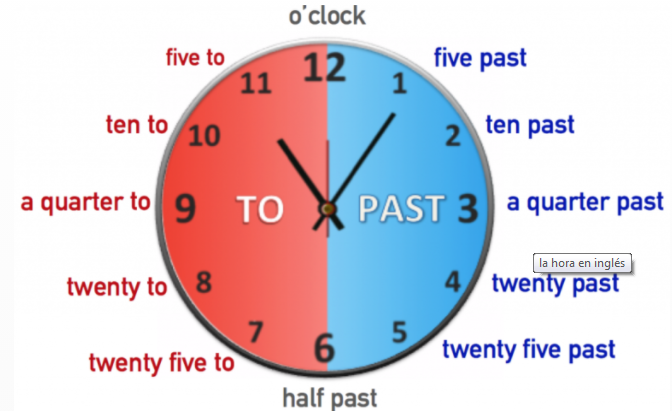 o'clock
five to
five past
12
11
1
ten to
10
2
ten past
a quarter to
9
TO
PAST
3
a quarter past
la hora en inglés
twenty to
8
4
twenty past
7
5
twenty five to
6
twenty five past
half past